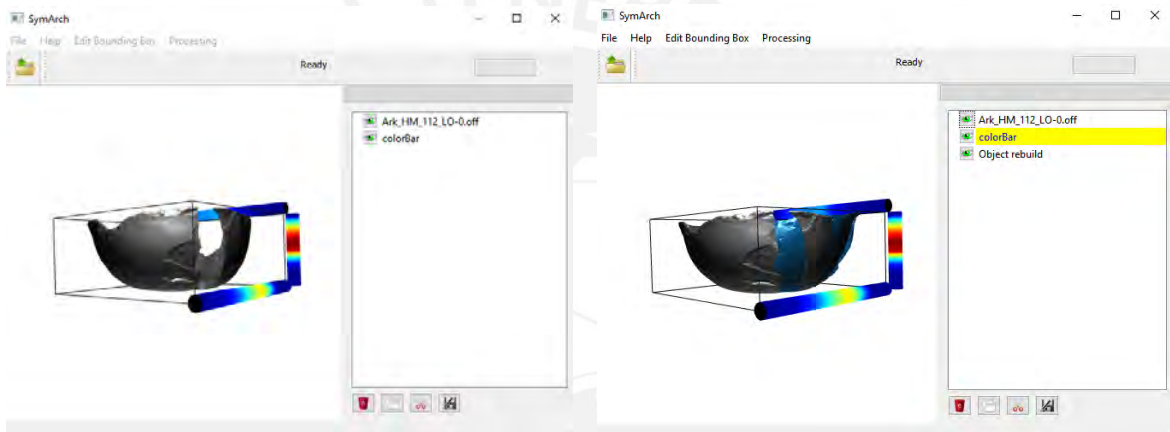 SymArch
File Help Edit Bounding Box Processing
Ready
Ark_HM_112_LO-0.off
colorBar
SymArch
File Help Edit Bounding Box Processing
Ready
Ark_HM_112_LO-0.off
colorBar
Object rebuild